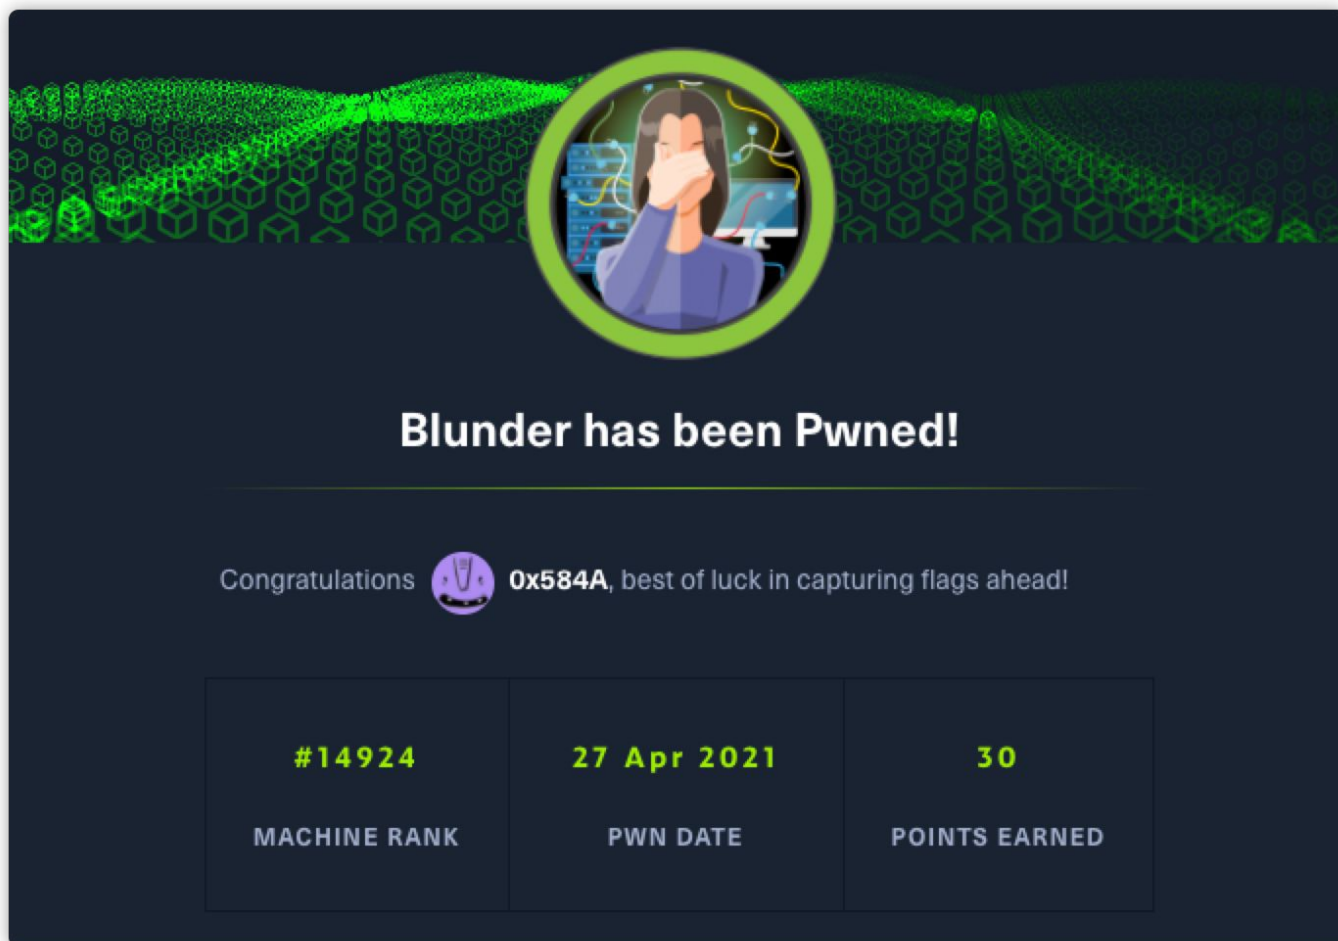 Blunder has been Pwned!
Congratulations 0x584A, best of luck in capturing flags ahead!
#14924 27 Apr 2021 30
MACHINE RANK PWN DATE POINTS EARNED